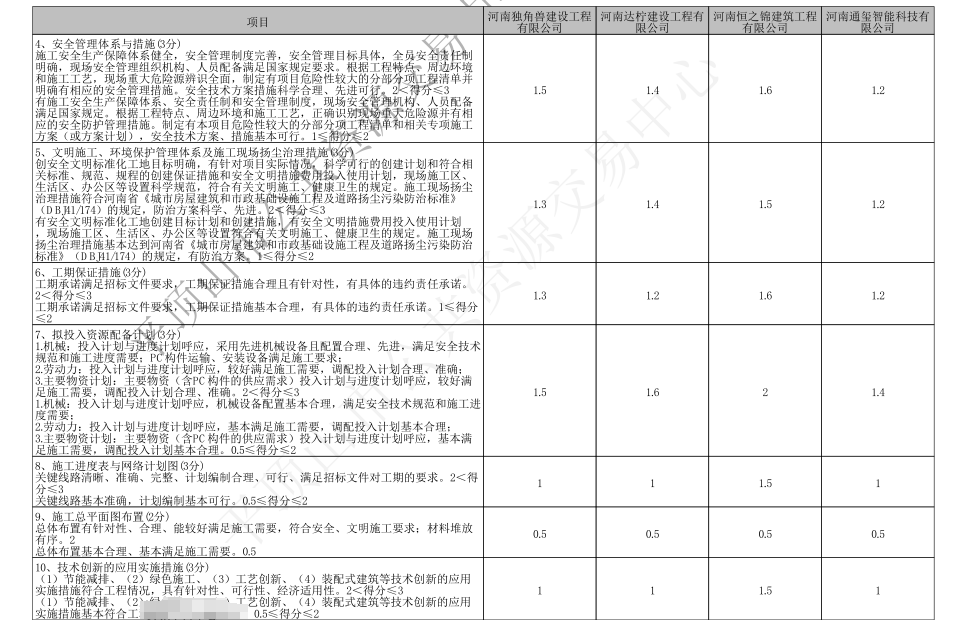 项目
河南独角兽建设工程有限公司
河南达柠建设工程有限公司
河南恒之锦建筑工程有限公司
河南通玺智能科技有限公司
4、安全管理体系与措施(3分)
施工安全生产保障体系健全，安全管理制度完善，安全管理目标具体，全员安全责任制
明确，现场安全管理组织机构、人员配备满足国家规定要求。根据工程特点、周边环境
和施工工艺，现场重大危险源辨识全面，制定有项目危险性较大的分部分项工程清单并
明确有相应的安全管理措施。安全技术方案措施科学合理、先进可行。2<得分≤3
有施工安全生产保障体系、安全责任制和安全管理制度，现场安全管理机构、人员配备
满足国家规定。根据工程特点、周边环境和施工工艺，正确识别现场重大危险源并有相
应的安全防护管理措施。制定有本项目危险性较大的分部分项工程清单和相关专项施工
方案（或方案计划），安全技术方案、措施基本可行。1≤得分≤2
1.5
1.4
1.6
1.2
5、文明施工、环境保护管理体系及施工现场扬尘治理措施(3分)
创安全文明标准化工地目标明确，有针对项目实际情况，科学可行的创建计划和符合相
关标准、规范、规程的创建保障措施和安全文明措施费用投入使用计划，现场施工区、
生活区、办公区等设置科学规范，符合有关文明施工、健康卫生的规定。施工现场扬尘
治理措施符合河南省《城市房屋建筑和市政基础设施工程及道路扬尘污染防治标准》
（DBJ41/174）的规定，防治方案科学、先进。2<得分≤3
有安全文明标准化工地创建目标计划和创建措施，有安全文明措施费用投入使用计划
，现场施工区、生活区、办公区等设置符合有关文明施工、健康卫生的规定。施工现场
扬尘治理措施基本达到河南省《城市房屋建筑和市政基础设施工程及道路扬尘污染防治
标准》（DBJ41/174）的规定，有防治方案。1≤得分≤2
1.3
1.4
1.5
1.2
6、工期保证措施(3分)
工期承诺满足招标文件要求，工期保证措施合理且有针对性，有具体的违约责任承诺。
2<得分≤3
工期承诺满足招标文件要求，工期保证措施基本合理，有具体的违约责任承诺。1≤得分
≤2
1.3
1.2
1.6
1.2
7、拟投入资源配备计划(3分)
1.机械：投入计划与进度计划呼应，采用先进机械设备且配置合理、先进，满足安全技术
规范和施工进度需要；PC构件运输、安装设备满足施工要求；
2.劳动力：投入计划与进度计划呼应，较好满足施工需要，调配投入计划合理、准确；
3.主要物资计划：主要物资（含PC构件的供应需求）投入计划与进度计划呼应，较好满
足施工需要，调配投入计划合理、准确。2<得分≤3
1.机械：投入计划与进度计划呼应，机械设备配置基本合理，满足安全技术规范和施工进
度需要；
2.劳动力：投入计划与进度计划呼应，基本满足施工需要，调配投入计划基本合理；
3.主要物资计划：主要物资（含PC构件的供应需求）投入计划与进度计划呼应，基本满
足施工需要，调配投入计划基本合理。0.5≤得分≤2
1.5
1.6
2
1.4
8、施工进度表与网络计划图(3分)
关键线路清晰、准确、完整、计划编制合理、可行、满足招标文件对工期的要求。2<得
分≤3
关键线路基本准确，计划编制基本可行。0.5≤得分≤2
1
1
1.5
1
9、施工总平面图布置(2分)
总体布置有针对性、合理、能较好满足施工需要，符合安全、文明施工要求；材料堆放
有序。2
总体布置基本合理、基本满足施工需要。0.5
0.5
0.5
0.5
0.5
10、技术创新的应用实施措施(3分)
（1）节能减排、（2）绿色施工、（3）工艺创新、（4）装配式建筑等技术创新的应用
实施措施符合工程情况，具有针对性、可行性、经济适用性。2<得分≤3
（1）节能减排、（2） ）工艺创新、（4）装配式建筑等技术创新的应用
实施措施基本符合工 0.5≤得分≤2
1
1
1.5
1